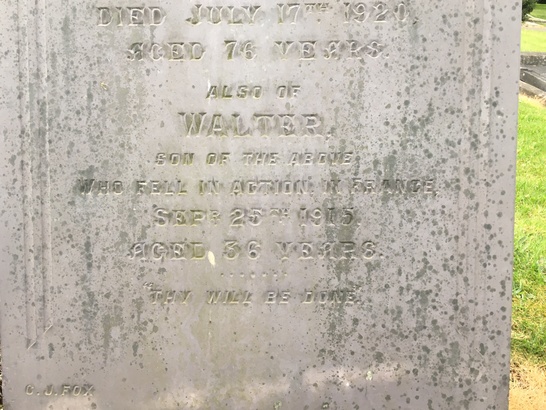 DIED JULY 17TH 1920,
AGED 76 YEARS.
ALSO OF
WALTER,
SON OF THE ABOVE
WHO FELL IN ACTION IN FRANCE,
SEPT 25TH 1915,
AGED 36 YEARS.
"THY WILL BE DONE"
C.J.FOX